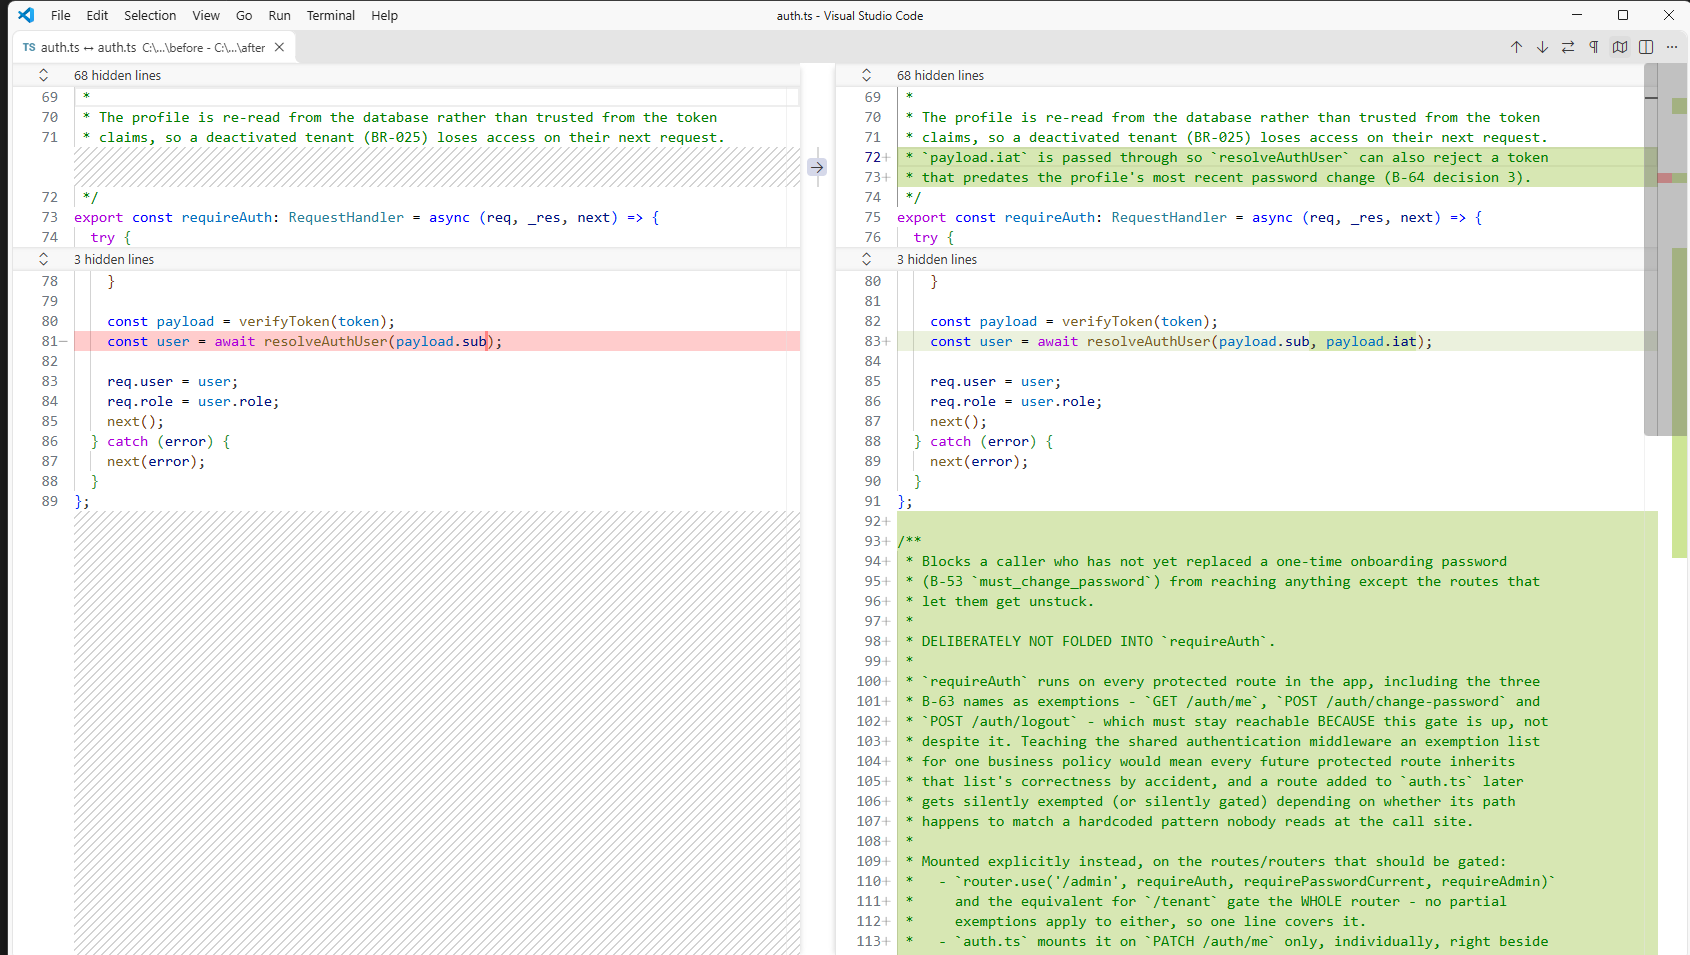 File Edit Selection View Go Run Terminal Help
auth.ts - Visual Studio Code
TS auth.ts ↔ auth.ts C:\...\before - C:\...\after
68 hidden lines
69 *
70 * The profile is re-read from the database rather than trusted from the token
71 * claims, so a deactivated tenant (BR-025) loses access on their next request.
72 */
73 export const requireAuth: RequestHandler = async (req, _res, next) => {
74 try {
3 hidden lines
78 }
79
80 const payload = verifyToken(token);
81− const user = await resolveAuthUser(payload.sub);
82
83 req.user = user;
84 req.role = user.role;
85 next();
86 } catch (error) {
87 next(error);
88 }
89 };
68 hidden lines
69 *
70 * The profile is re-read from the database rather than trusted from the token
71 * claims, so a deactivated tenant (BR-025) loses access on their next request.
72+ * `payload.iat` is passed through so `resolveAuthUser` can also reject a token
73+ * that predates the profile's most recent password change (B-64 decision 3).
74 */
75 export const requireAuth: RequestHandler = async (req, _res, next) => {
76 try {
3 hidden lines
80 }
81
82 const payload = verifyToken(token);
83+ const user = await resolveAuthUser(payload.sub, payload.iat);
84
85 req.user = user;
86 req.role = user.role;
87 next();
88 } catch (error) {
89 next(error);
90 }
91 };
92+
93+ /**
94+ * Blocks a caller who has not yet replaced a one-time onboarding password
95+ * (B-53 `must_change_password`) from reaching anything except the routes that
96+ * let them get unstuck.
97+ *
98+ * DELIBERATELY NOT FOLDED INTO `requireAuth`.
99+ *
100+ * `requireAuth` runs on every protected route in the app, including the three
101+ * B-63 names as exemptions - `GET /auth/me`, `POST /auth/change-password` and
102+ * `POST /auth/logout` - which must stay reachable BECAUSE this gate is up, not
103+ * despite it. Teaching the shared authentication middleware an exemption list
104+ * for one business policy would mean every future protected route inherits
105+ * that list's correctness by accident, and a route added to `auth.ts` later
106+ * gets silently exempted (or silently gated) depending on whether its path
107+ * happens to match a hardcoded pattern nobody reads at the call site.
108+ *
109+ * Mounted explicitly instead, on the routes/routers that should be gated:
110+ * - `router.use('/admin', requireAuth, requirePasswordCurrent, requireAdmin)`
111+ * and the equivalent for `/tenant` gate the WHOLE router - no partial
112+ * exemptions apply to either, so one line covers it.
113+ * - `auth.ts` mounts it on `PATCH /auth/me` only, individually, right beside